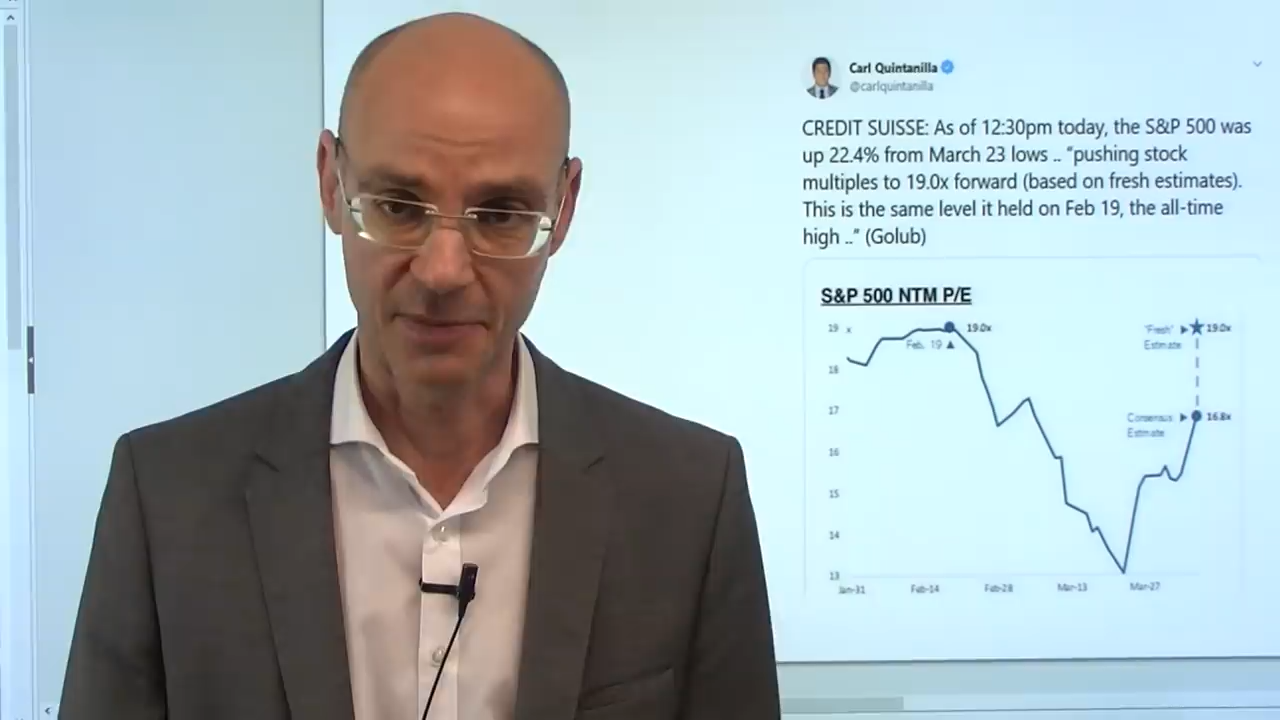 Carl Quintanilla
@carlquintanilla
CREDIT SUISSE: As of 12:30pm today, the S&P 500 was
up 22.4% from March 23 lows .. “pushing stock
multiples to 19.0x forward (based on fresh estimates).
This is the same level it held on Feb 19, the all-time
high ..” (Golub)
S&P 500 NTM P/E
19 x
19.0x
Feb. 19 ▲
"Fresh" ▶
Estimate
19.0x
18
17
Consensus ▶
Estimate
16.8x
16
15
14
13
Jan-31 Feb-14 Feb-28 Mar-13 Mar-27